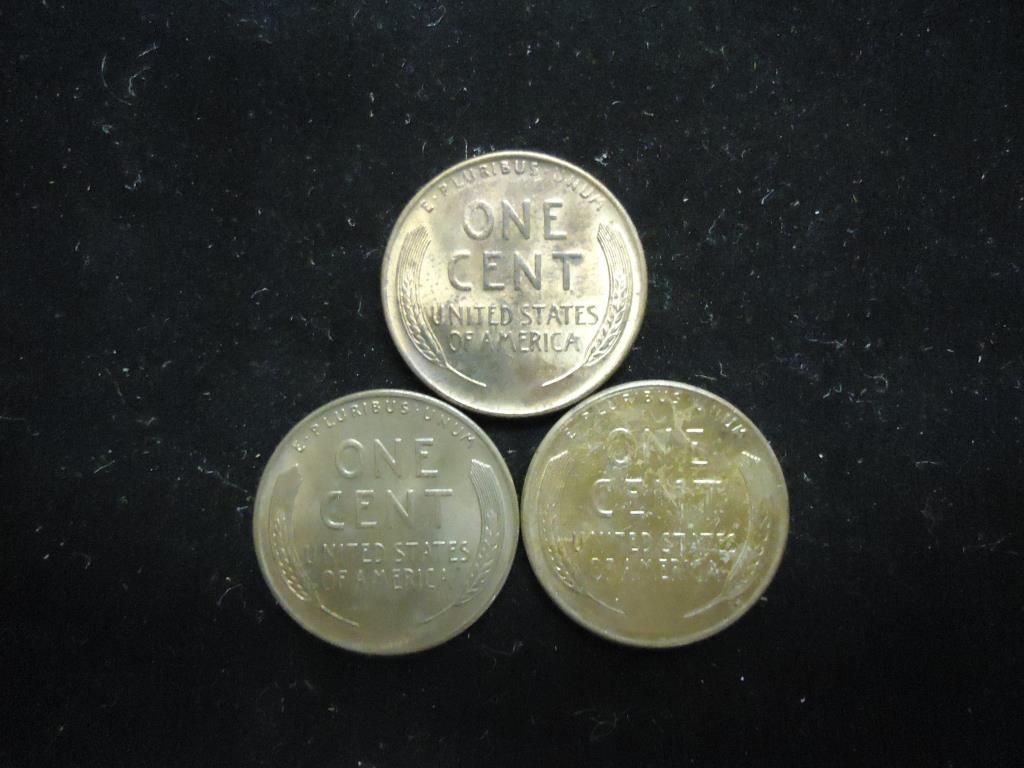 E·PLURIBUS·UNUM
ONE
CENT
UNITED STATES
OF AMERICA
E·PLURIBUS·UNUM
ONE
CENT
UNITED STATES
OF AMERICA
E·PLURIBUS·UNUM
ONE
CENT
UNITED STATES
OF AMERICA